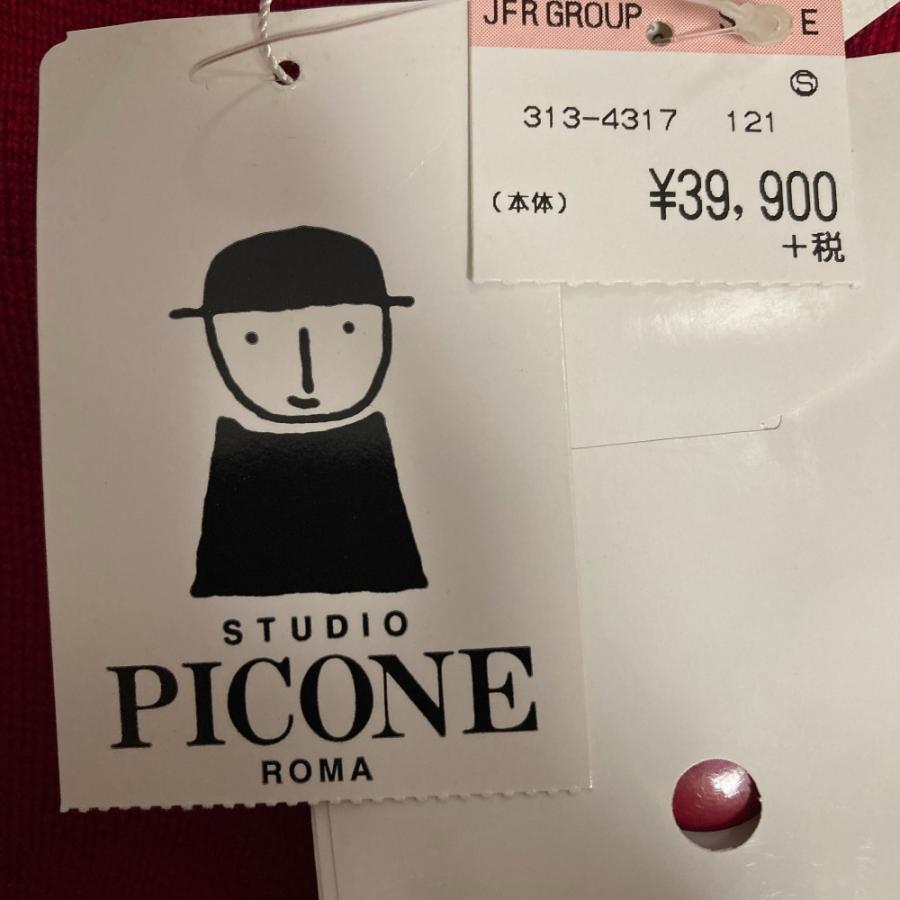 JFR GROUP S E
Ⓢ
313-4317 121
(本体) ¥39,900
+税
STUDIO
PICONE
ROMA